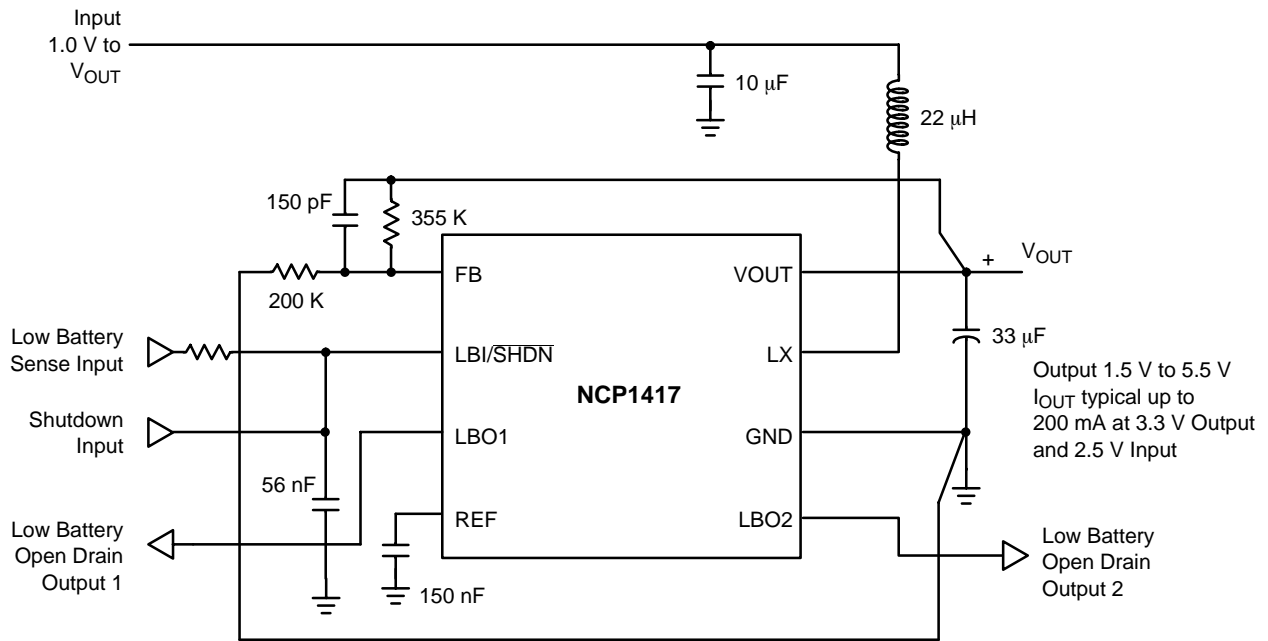 Input
1.0 V to
VOUT
10 μF
22 μH
150 pF
355 K
200 K
FB
VOUT
+
VOUT
Low Battery
Sense Input
LBI/SHDN
LX
33 μF
NCP1417
Output 1.5 V to 5.5 V
IOUT typical up to
200 mA at 3.3 V Output
and 2.5 V Input
Shutdown
Input
LBO1
GND
56 nF
REF
LBO2
Low Battery
Open Drain
Output 1
150 nF
Low Battery
Open Drain
Output 2